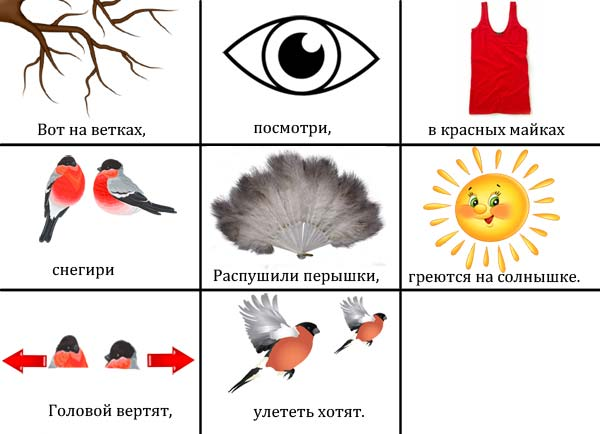 Вот на ветках,
посмотри,
в красных майках
снегири
Распушили перышки,
греются на солнышке.
Головой вертят,
улететь хотят.